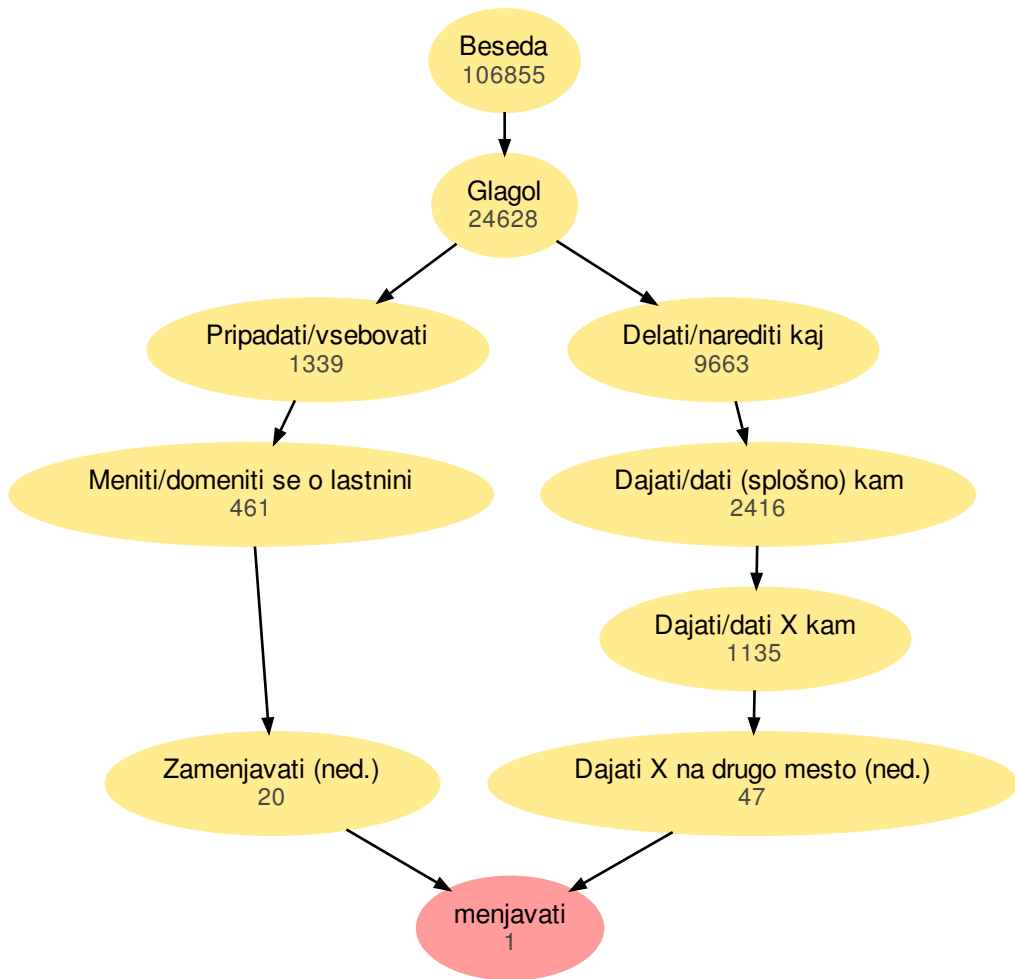 Beseda
106855
Glagol
24628
Pripadati/vsebovati
1339
Delati/narediti kaj
9663
Meniti/domeniti se o lastnini
461
Dajati/dati (splošno) kam
2416
Dajati/dati X kam
1135
Zamenjavati (ned.)
20
Dajati X na drugo mesto (ned.)
47
menjavati
1